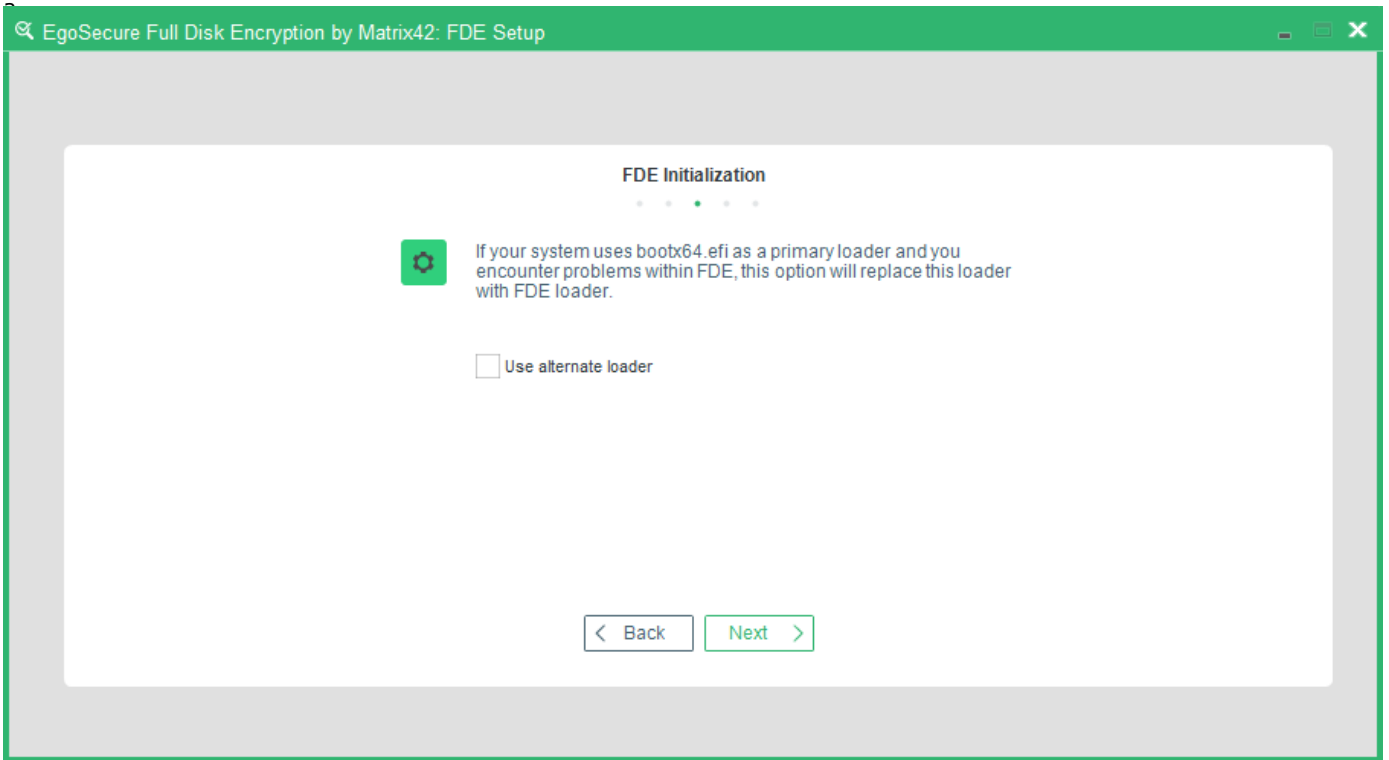 EgoSecure Full Disk Encryption by Matrix42: FDE Setup
FDE Initialization
If your system uses bootx64.efi as a primary loader and you
encounter problems within FDE, this option will replace this loader
with FDE loader.
Use alternate loader
Back
Next